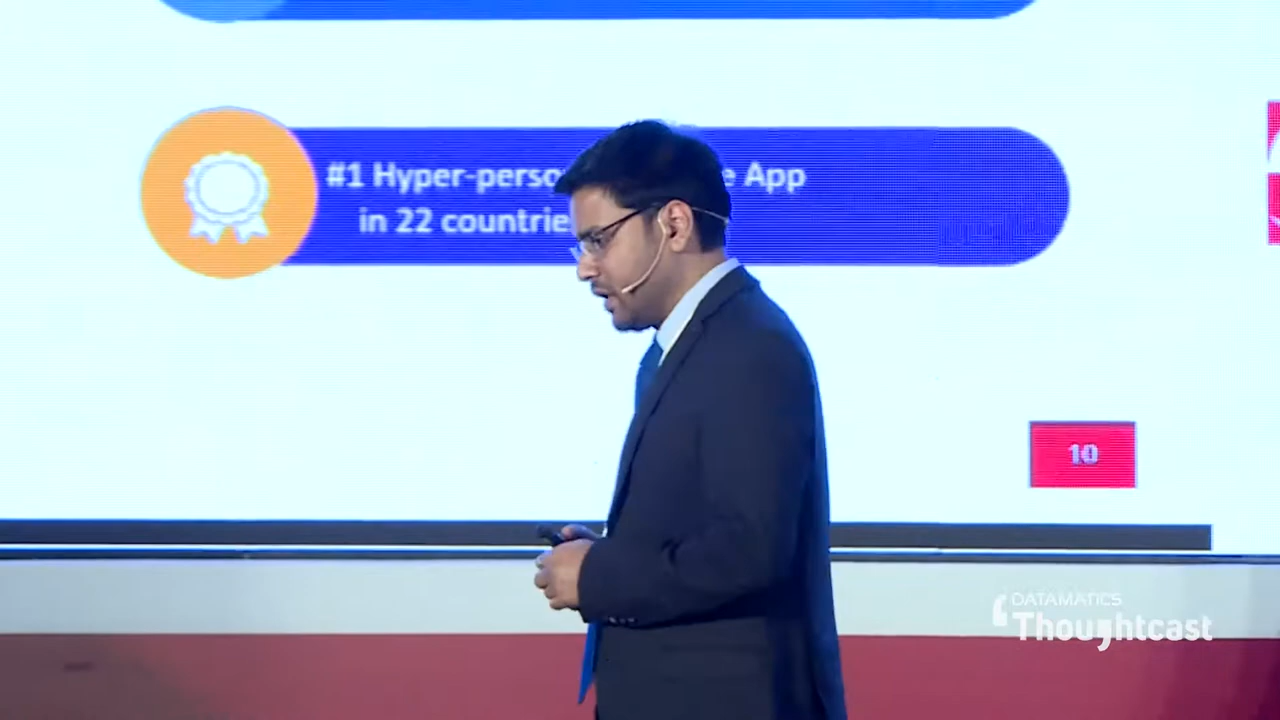 #1 Hyper-perso e App
in 22 countrie
10
DATAMATICS
Thoughtcast